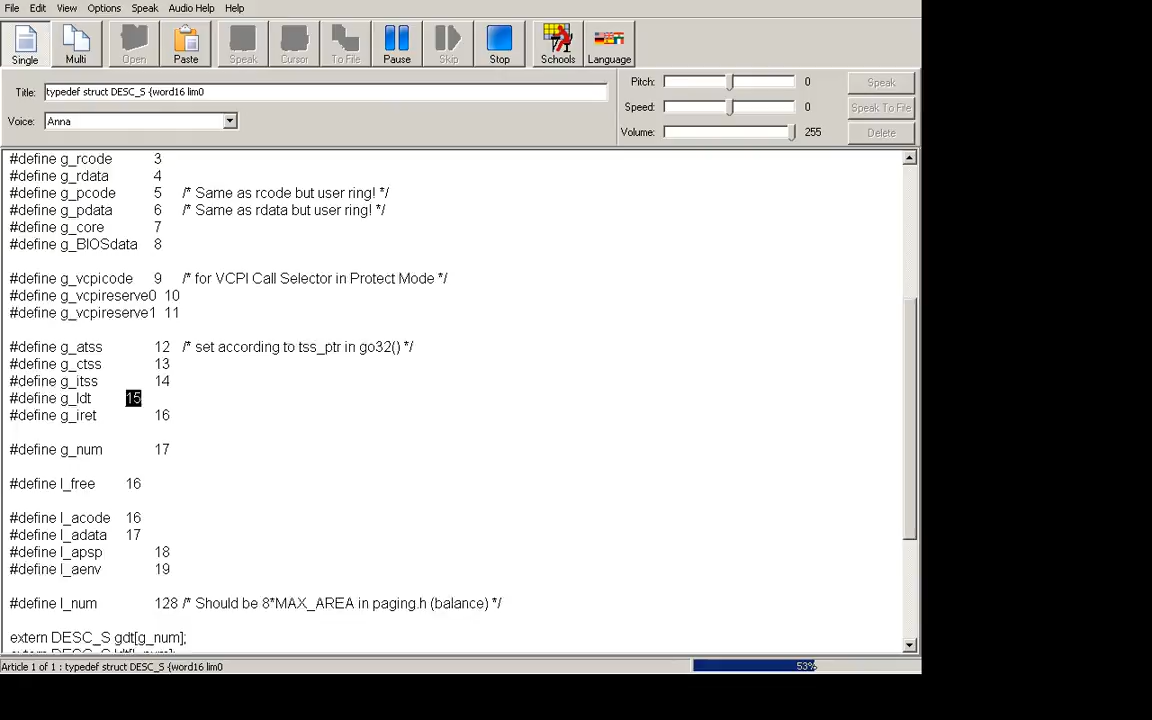 File Edit View Options Speak Audio Help Help
Single Multi Open Paste Speak Cursor To File Pause Skip Stop Schools Language
Title: typedef struct DESC_S {word16 lim0
Voice: Anna
Pitch: 0 Speak
Speed: 0 Speak To File
Volume: 255 Delete
#define g_rcode 3
#define g_rdata 4
#define g_pcode 5 /* Same as rcode but user ring! */
#define g_pdata 6 /* Same as rdata but user ring! */
#define g_core 7
#define g_BIOSdata 8
#define g_vcpicode 9 /* for VCPI Call Selector in Protect Mode */
#define g_vcpireserve0 10
#define g_vcpireserve1 11
#define g_atss 12 /* set according to tss_ptr in go32() */
#define g_ctss 13
#define g_itss 14
#define g_ldt 15
#define g_iret 16
#define g_num 17
#define l_free 16
#define l_acode 16
#define l_adata 17
#define l_apsp 18
#define l_aenv 19
#define l_num 128 /* Should be 8*MAX_AREA in paging.h (balance) */
extern DESC_S gdt[g_num];
extern DESC_S ldt[l_num];
Article 1 of 1 : typedef struct DESC_S {word16 lim0 53%